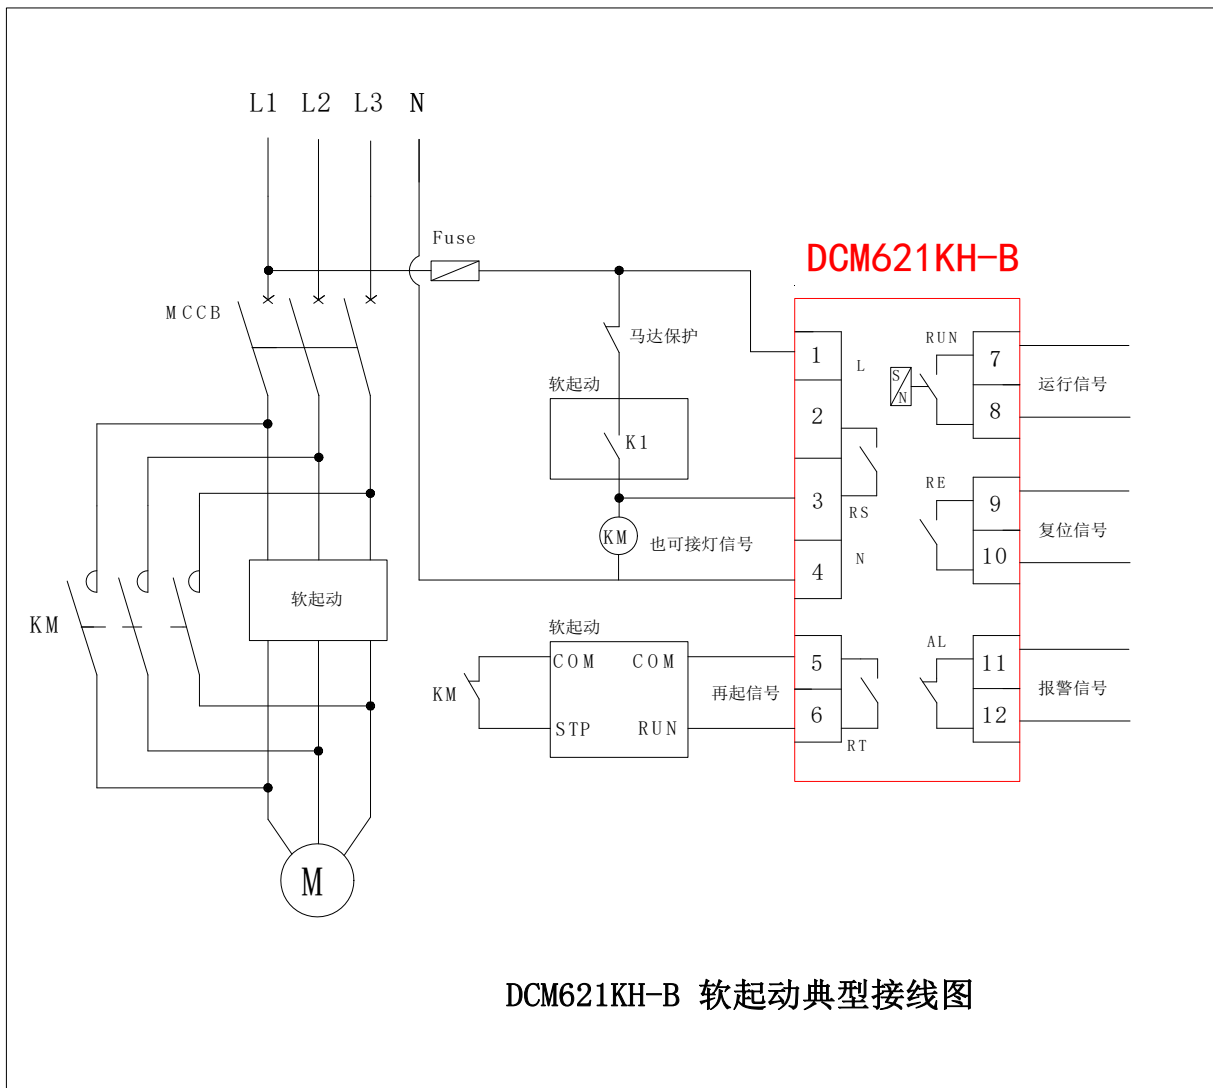 L1 L2 L3 N
Fuse
DCM621KH-B
MCCB
马达保护
软起动
K1
KM
也可接灯信号
1
L
2
3
RS
4
N
RUN
S
N
7
8
运行信号
RE
9
10
复位信号
KM
软起动
软起动
COM COM
KM
STP RUN
再起信号
5
6
RT
AL
11
12
报警信号
M
DCM621KH-B 软起动典型接线图